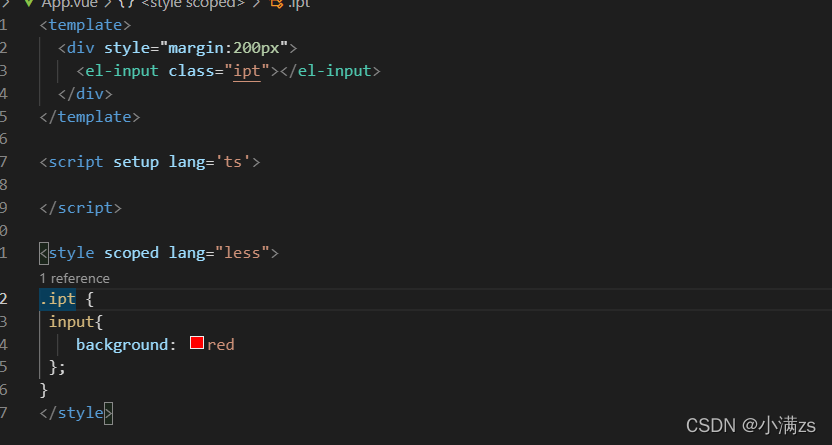 App.vue > {} <style scoped> > .ipt
1 <template>
2 <div style="margin:200px">
3 <el-input class="ipt"></el-input>
4 </div>
5 </template>
6
7 <script setup lang='ts'>
8
9 </script>
0
1 <style scoped lang="less">
1 reference
2 .ipt {
3 input{
4 background: red
5 };
6 }
7 </style>
CSDN @小满zs